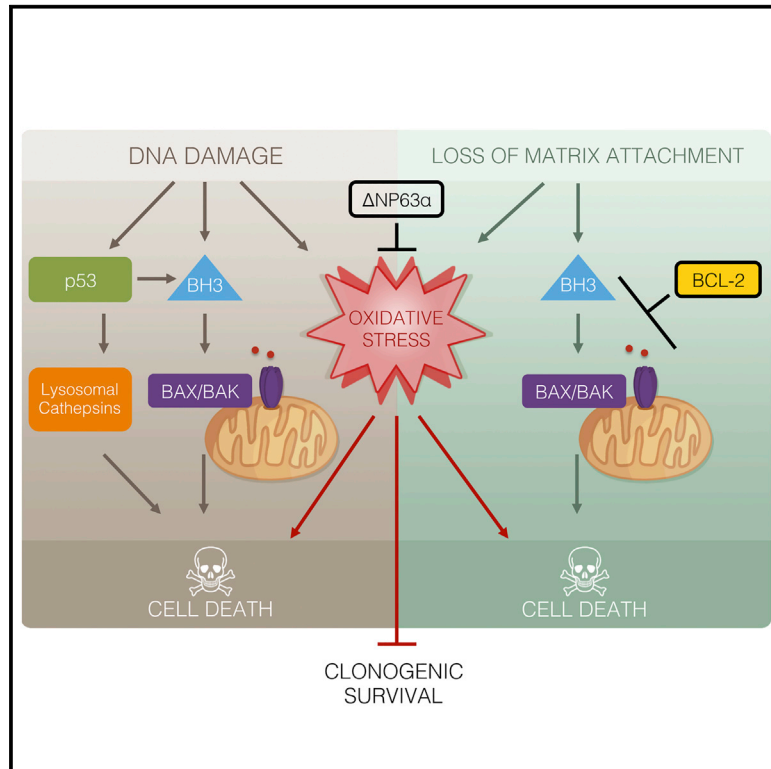 DNA DAMAGE
LOSS OF MATRIX ATTACHMENT
ΔNP63α
p53
BH3
OXIDATIVE
STRESS
BH3
BCL-2
Lysosomal
Cathepsins
BAX/BAK
BAX/BAK
CELL DEATH
CELL DEATH
CLONOGENIC
SURVIVAL